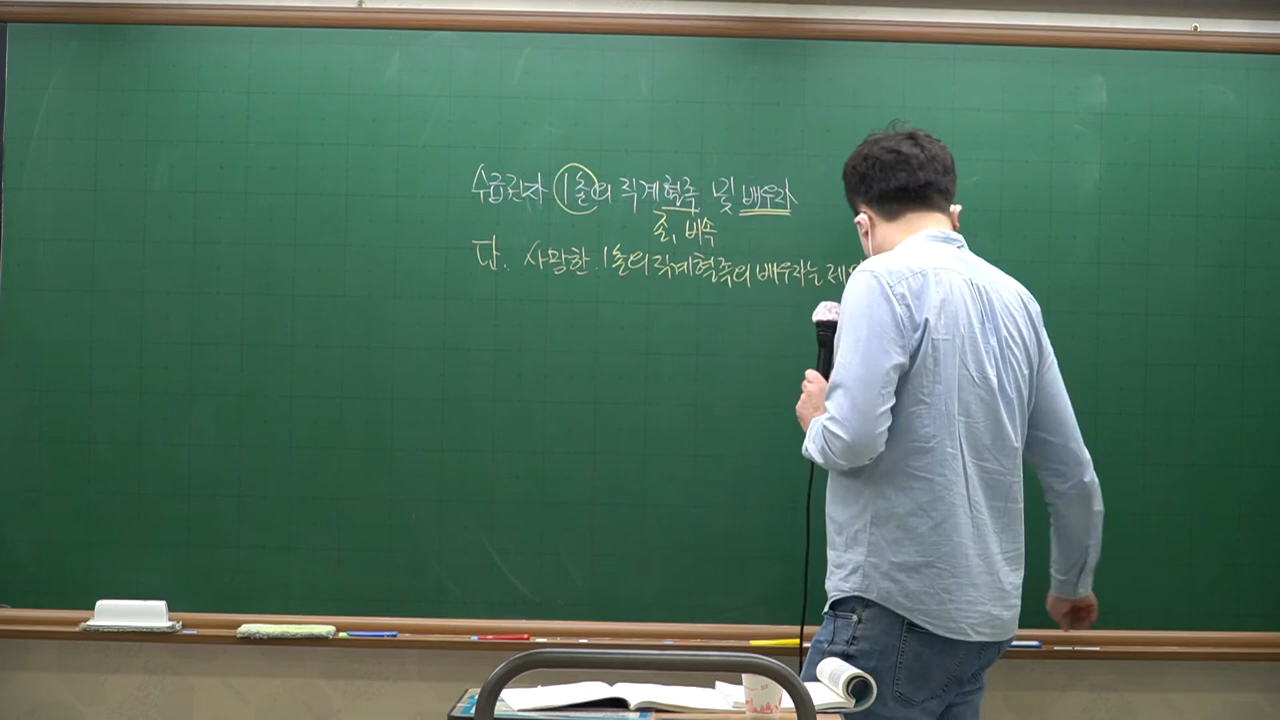 수급권자 1촌의 직계혈족 및 배우자
존, 비속
단. 사망한. 1촌의 직계혈족의 배우자는 제